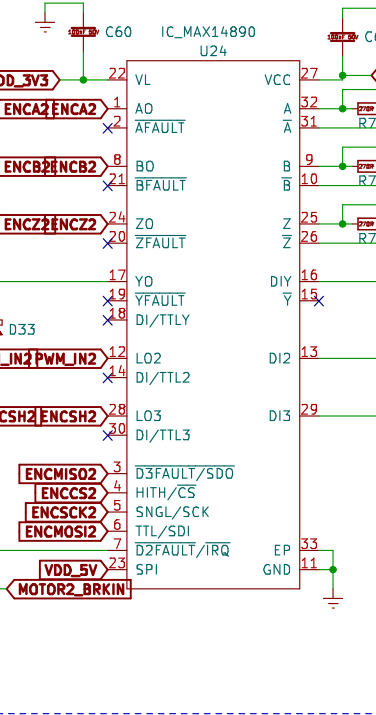 C60
IC_MAX14890
U24
DD_3V3
22 VL
VCC 27
ENCA2 ENCA2
1 AO
A 32
2 AFAULT
A 31
R7
ENCB2 ENCB2
8 BO
B 9
21 BFAULT
B 10
R7
ENCZ2 ENCZ2
24 ZO
Z 25
20 ZFAULT
Z 26
R7
17 YO
DIY 16
19 YFAULT
Y 15
18 DI/TTLY
D33
_IN2 PWM_IN2
12 LO2
DI2 13
14 DI/TTL2
CSH2 ENCSH2
28 LO3
DI3 29
30 DI/TTL3
ENCMISO2 3 D3FAULT/SDO
ENCCS2 4 HITH/CS
ENCSCK2 5 SNGL/SCK
ENCMOSI2 6 TTL/SDI
7 D2FAULT/IRQ
EP 33
VDD_5V 23 SPI
GND 11
MOTOR2_BRKIN